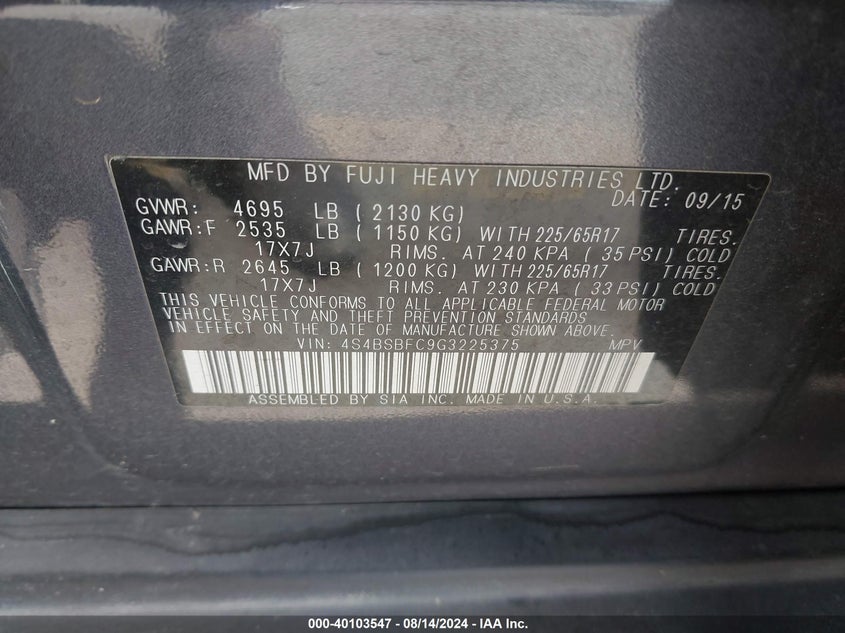 MFD BY FUJI HEAVY INDUSTRIES LTD.
DATE: 09/15
GVWR: 4695 LB ( 2130 KG)
GAWR:F 2535 LB ( 1150 KG) WITH 225/65R17 TIRES.
17X7J RIMS. AT 240 KPA ( 35 PSI) COLD
GAWR:R 2645 LB ( 1200 KG) WITH 225/65R17 TIRES.
17X7J RIMS. AT 230 KPA ( 33 PSI) COLD
THIS VEHICLE CONFORMS TO ALL APPLICABLE FEDERAL MOTOR
VEHICLE SAFETY AND THEFT PREVENTION STANDARDS
IN EFFECT ON THE DATE OF MANUFACTURE SHOWN ABOVE.
VIN: 4S4BSBFC9G3225375 MPV
ASSEMBLED BY SIA INC. MADE IN U.S.A.
000-40103547 - 08/14/2024 - IAA Inc.